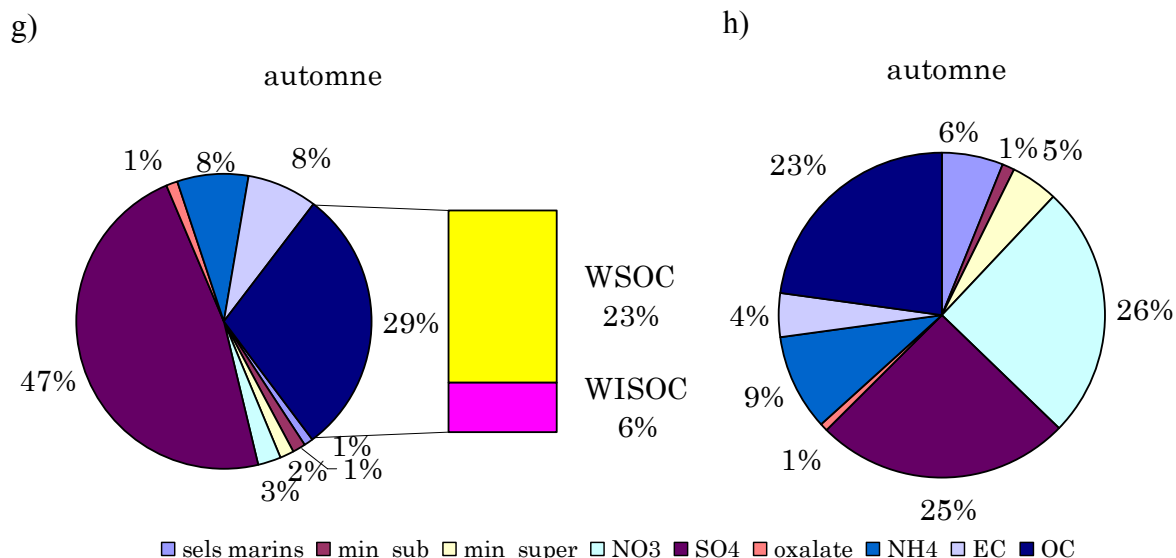 g)
automne
1%
8%
8%
29%
47%
1%
1%
2%
3%
WSOC
23%
WISOC
6%
h)
automne
6%
1%
5%
23%
26%
4%
9%
1%
25%
sels marins min_sub min_super NO3 SO4 oxalate NH4 EC OC